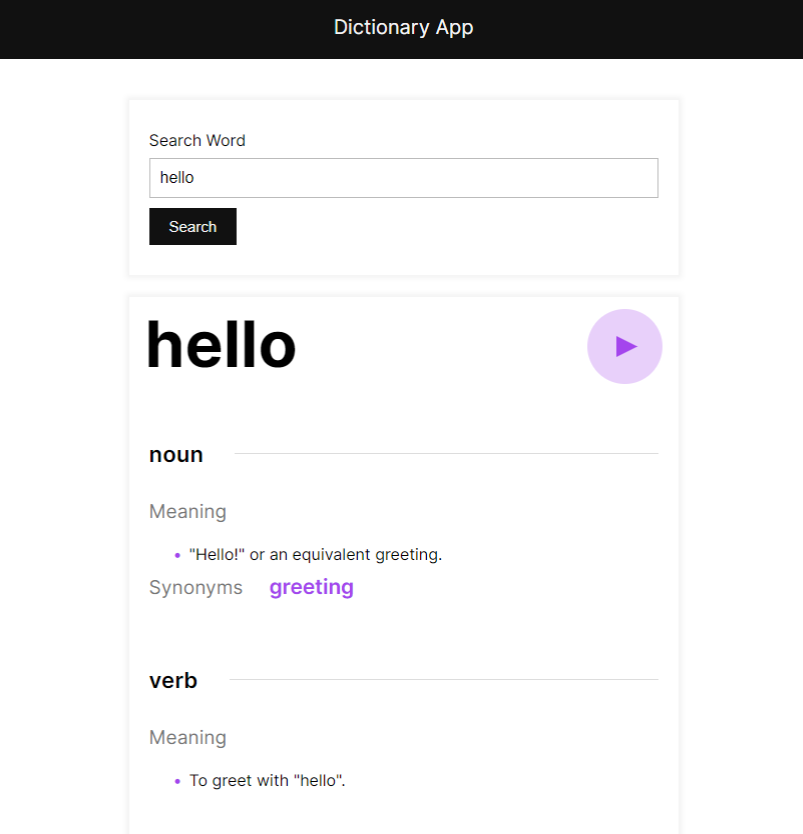 Dictionary App
Search Word
hello
Search
hello
noun
Meaning
• "Hello!" or an equivalent greeting.
Synonyms greeting
verb
Meaning
• To greet with "hello".